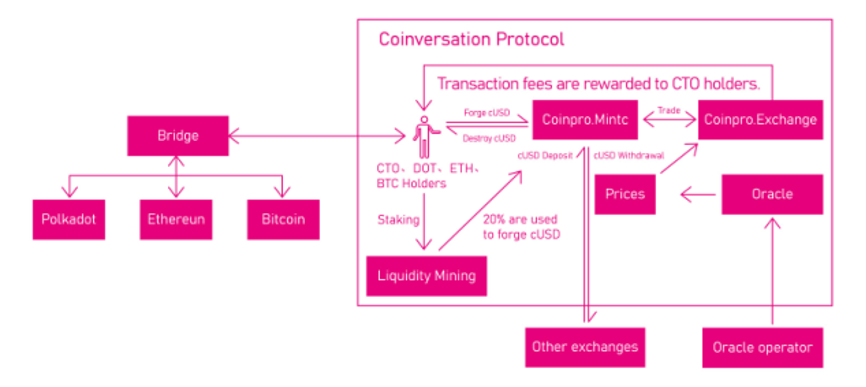 Coinversation Protocol
Transaction fees are rewarded to CTO holders.
Bridge
Forge cUSD
Destroy cUSD
Coinpro.Mintc
Trade
Coinpro.Exchange
CTO、DOT、ETH、
BTC Holders
cUSD Deposit
cUSD Withdrawal
Polkadot
Ethereun
Bitcoin
Staking
20% are used
to forge cUSD
Prices
Oracle
Liquidity Mining
Other exchanges
Oracle operator